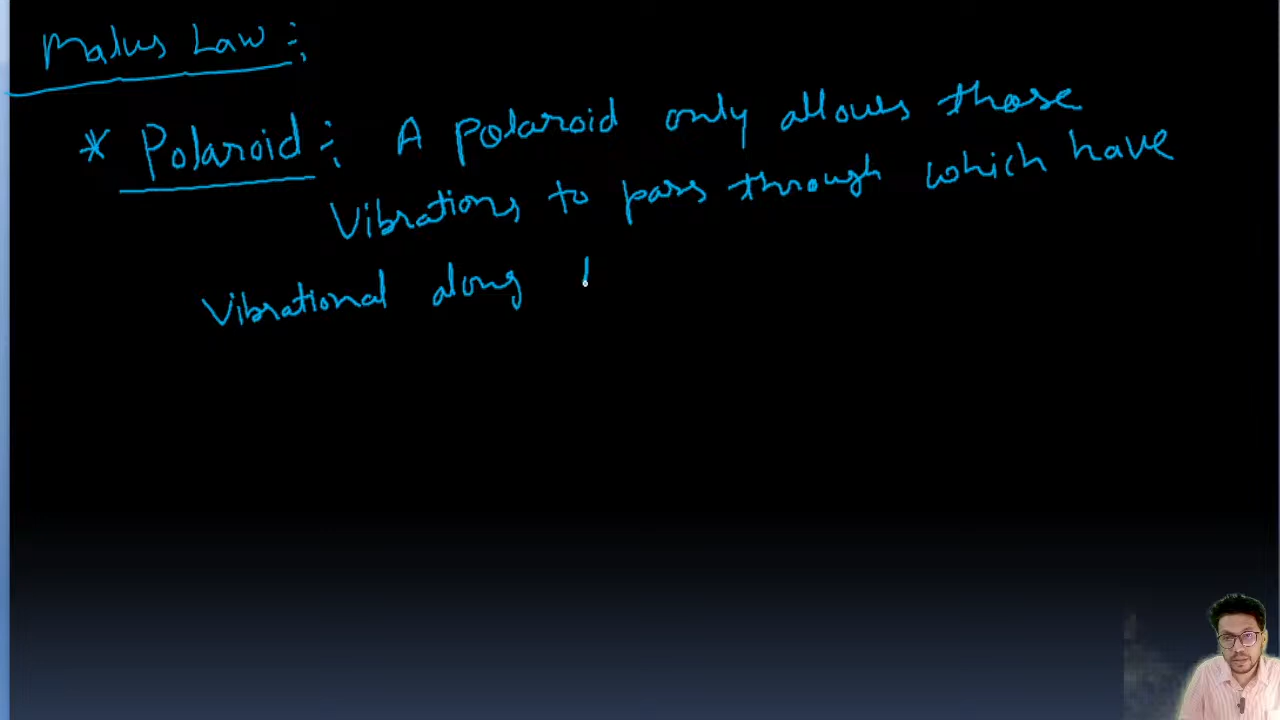 Malus Law :-
* Polaroid :- A polaroid only allows those
Vibrations to pass through which have
Vibrational along